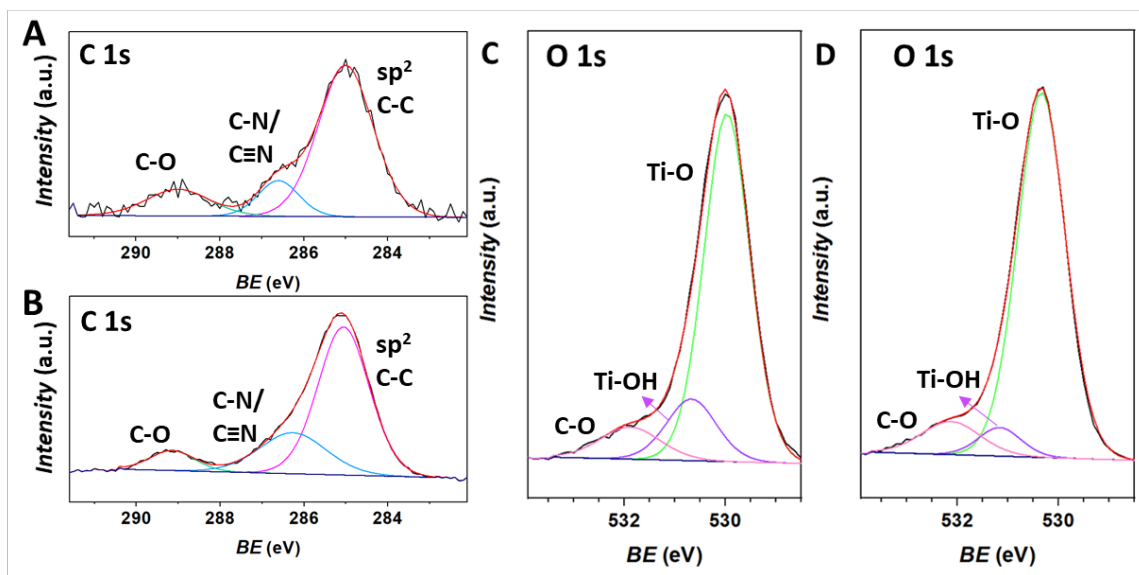 A
C 1s
sp2
C-C
C-N/
C≡N
C-O
Intensity (a.u.)
290
288
286
284
BE (eV)
B
C 1s
sp2
C-C
C-N/
C≡N
C-O
Intensity (a.u.)
290
288
286
284
BE (eV)
C
O 1s
Ti-O
Ti-OH
C-O
Intensity (a.u.)
532
530
BE (eV)
D
O 1s
Ti-O
Ti-OH
C-O
Intensity (a.u.)
532
530
BE (eV)